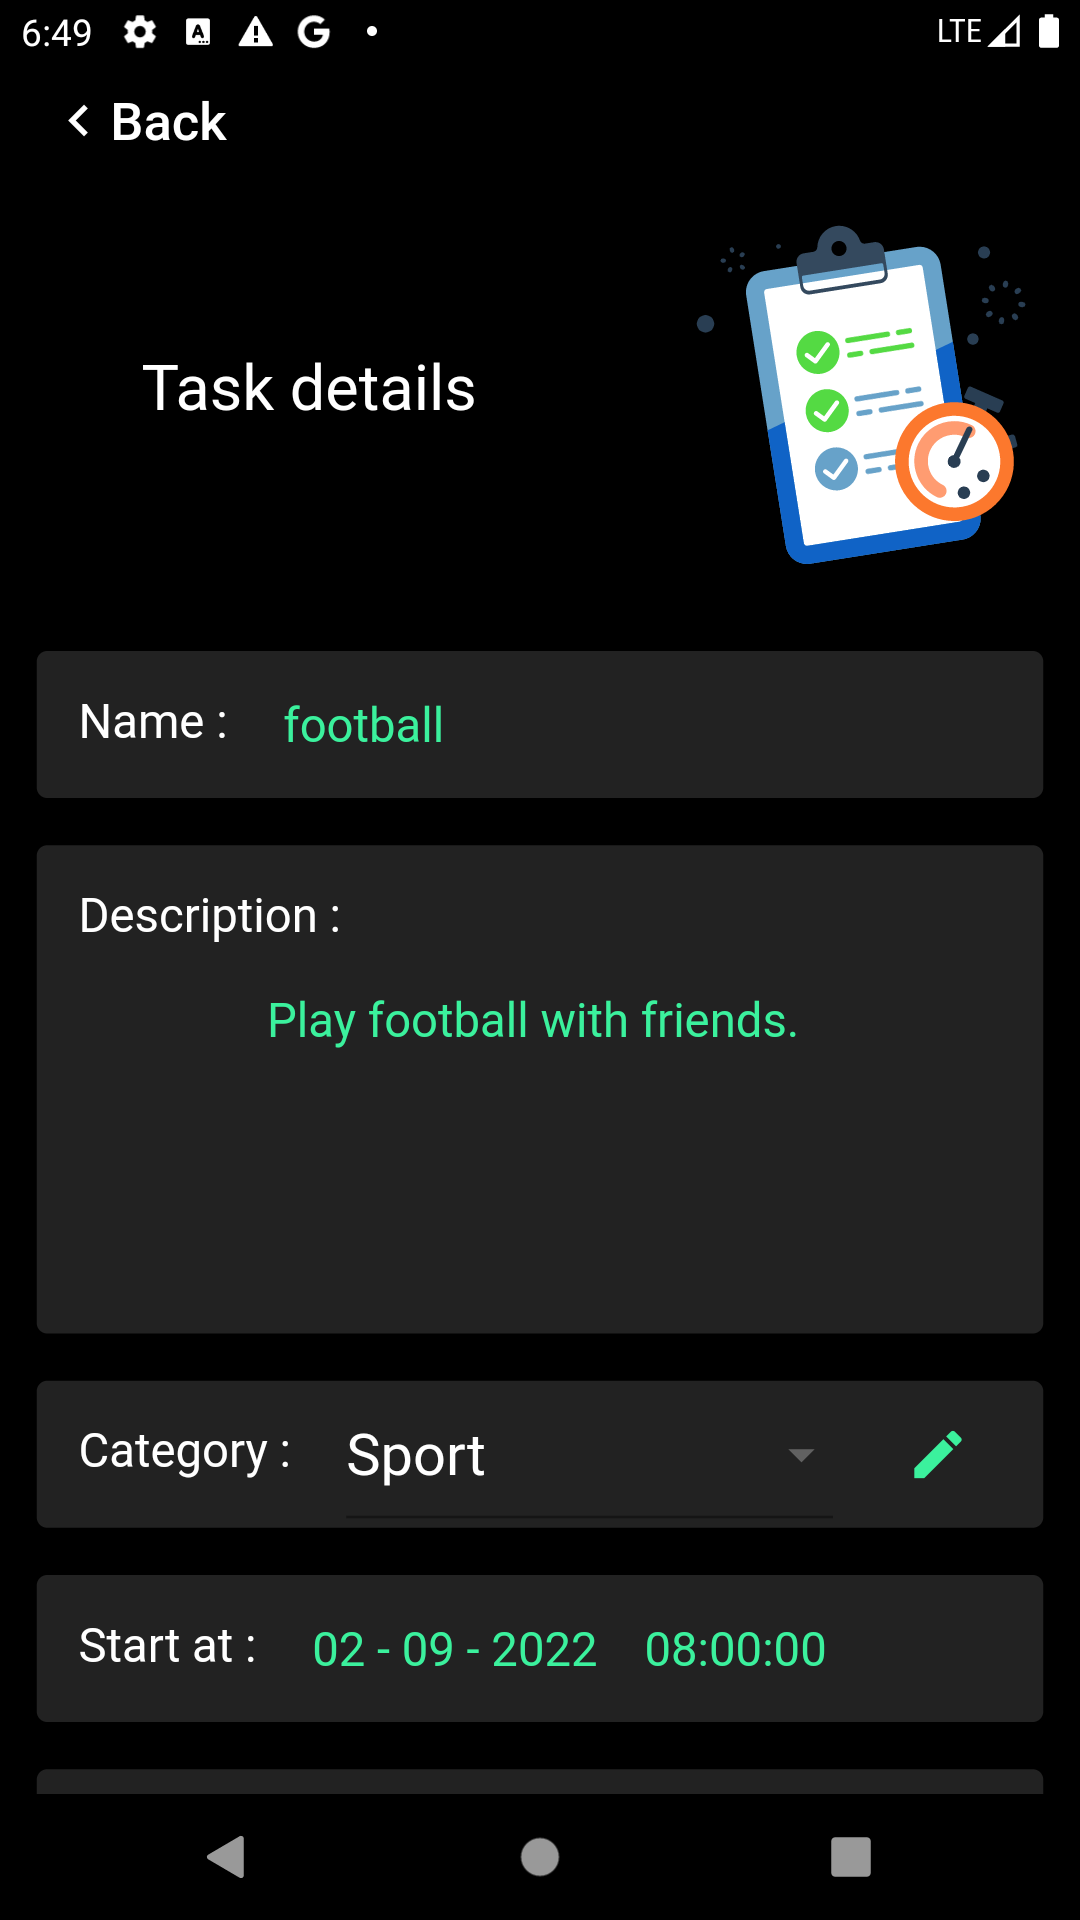 6:49
LTE
Back
Task details
Name :
football
Description :
Play football with friends.
Category :
Sport
Start at :
02 - 09 - 2022
08:00:00